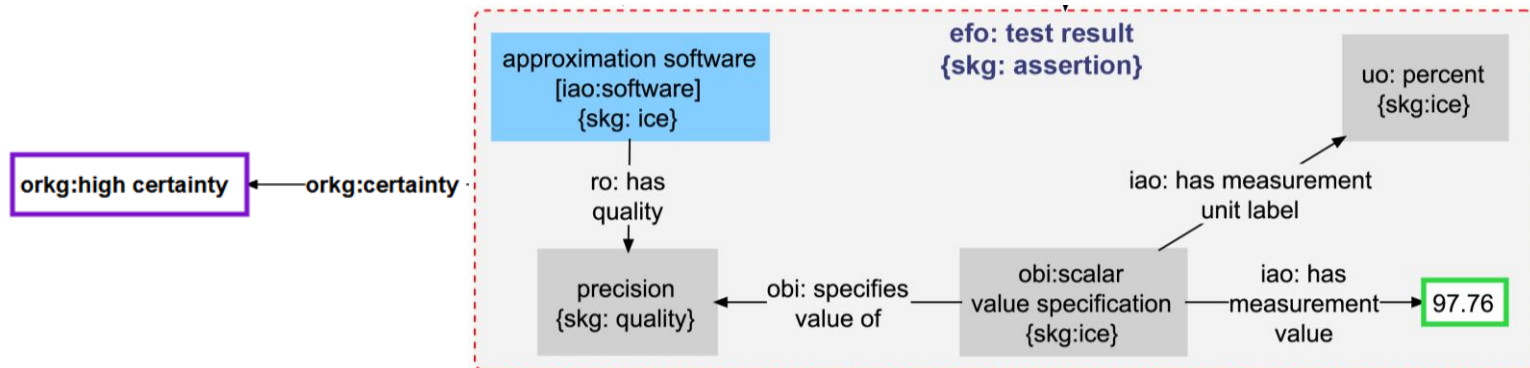 efo: test result
{skg: assertion}
approximation software
[iao:software]
{skg: ice}
uo: percent
{skg:ice}
orkg:high certainty
orkg:certainty
ro: has
quality
iao: has measurement
unit label
precision
{skg: quality}
obi: specifies
value of
obi:scalar
value specification
{skg:ice}
iao: has
measurement
value
97.76